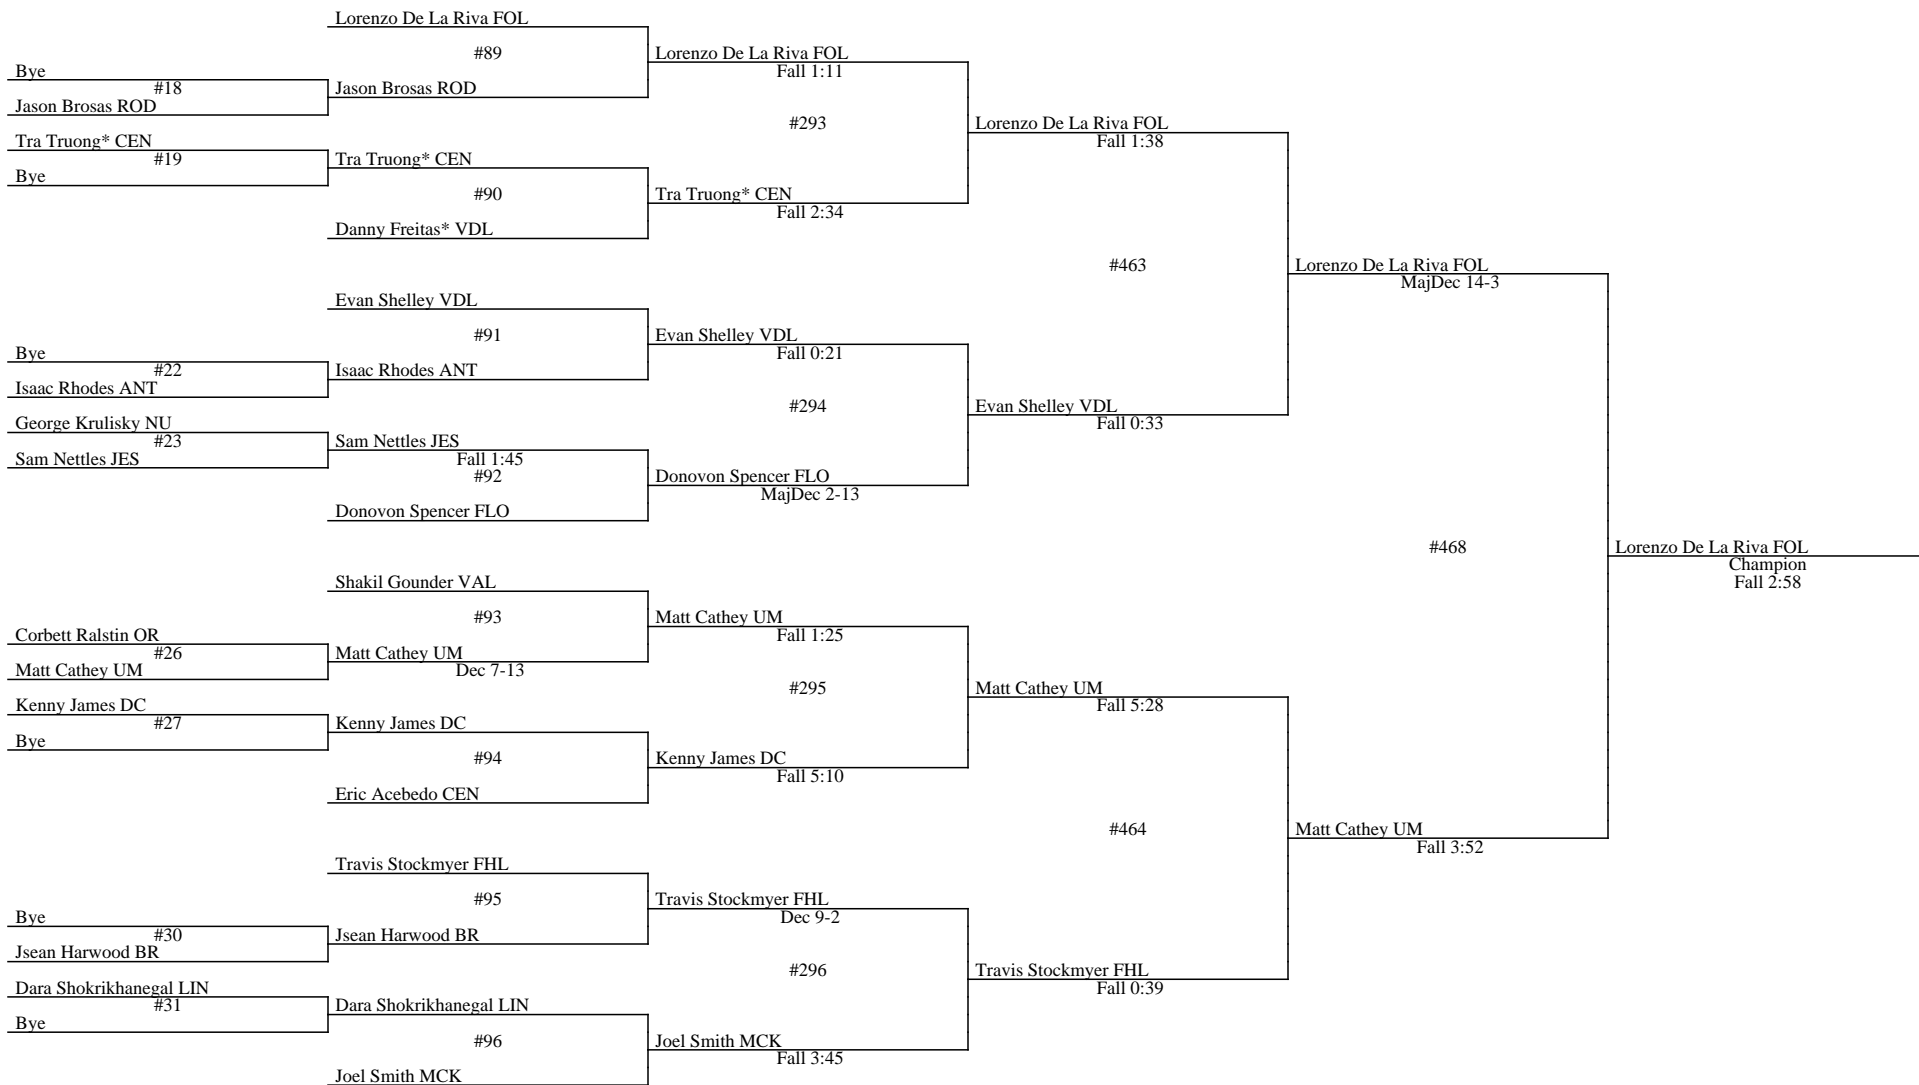 Lorenzo De La Riva FOL
#89
Lorenzo De La Riva FOL
Bye
Fall 1:11
#18
Jason Brosas ROD
Jason Brosas ROD
#293
Lorenzo De La Riva FOL
Tra Truong* CEN
Fall 1:38
#19
Tra Truong* CEN
Bye
#90
Tra Truong* CEN
Fall 2:34
Danny Freitas* VDL
#463
Lorenzo De La Riva FOL
MajDec 14-3
Evan Shelley VDL
#91
Evan Shelley VDL
Bye
Fall 0:21
#22
Isaac Rhodes ANT
Isaac Rhodes ANT
#294
Evan Shelley VDL
George Krulisky NU
Fall 0:33
#23
Sam Nettles JES
Sam Nettles JES
Fall 1:45
#92
Donovon Spencer FLO
MajDec 2-13
Donovon Spencer FLO
#468
Lorenzo De La Riva FOL
Champion
Fall 2:58
Shakil Gounder VAL
#93
Matt Cathey UM
Corbett Ralstin OR
Fall 1:25
#26
Matt Cathey UM
Matt Cathey UM
Dec 7-13
#295
Matt Cathey UM
Kenny James DC
Fall 5:28
#27
Kenny James DC
Bye
#94
Kenny James DC
Fall 5:10
Eric Acebedo CEN
#464
Matt Cathey UM
Fall 3:52
Travis Stockmyer FHL
#95
Travis Stockmyer FHL
Bye
Dec 9-2
#30
Jsean Harwood BR
Jsean Harwood BR
#296
Travis Stockmyer FHL
Dara Shokrikhanegal LIN
Fall 0:39
#31
Dara Shokrikhanegal LIN
Bye
#96
Joel Smith MCK
Fall 3:45
Joel Smith MCK